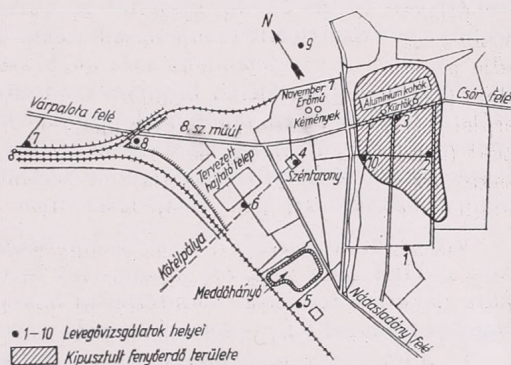 N
9
November 7
Erőmű
Kémények
Alumínium kohók
Kürtők
Csór felé
3
Várpalota felé
8. sz. műút
7
8
4
Széntorony
10
2
Tervezett
hajtató telep
6
Kötélpálya
1
Meddőhányó
5
Nádasladány felé
1-10 Levegővizsgálatok helyei
Kipusztult fenyőerdő területe